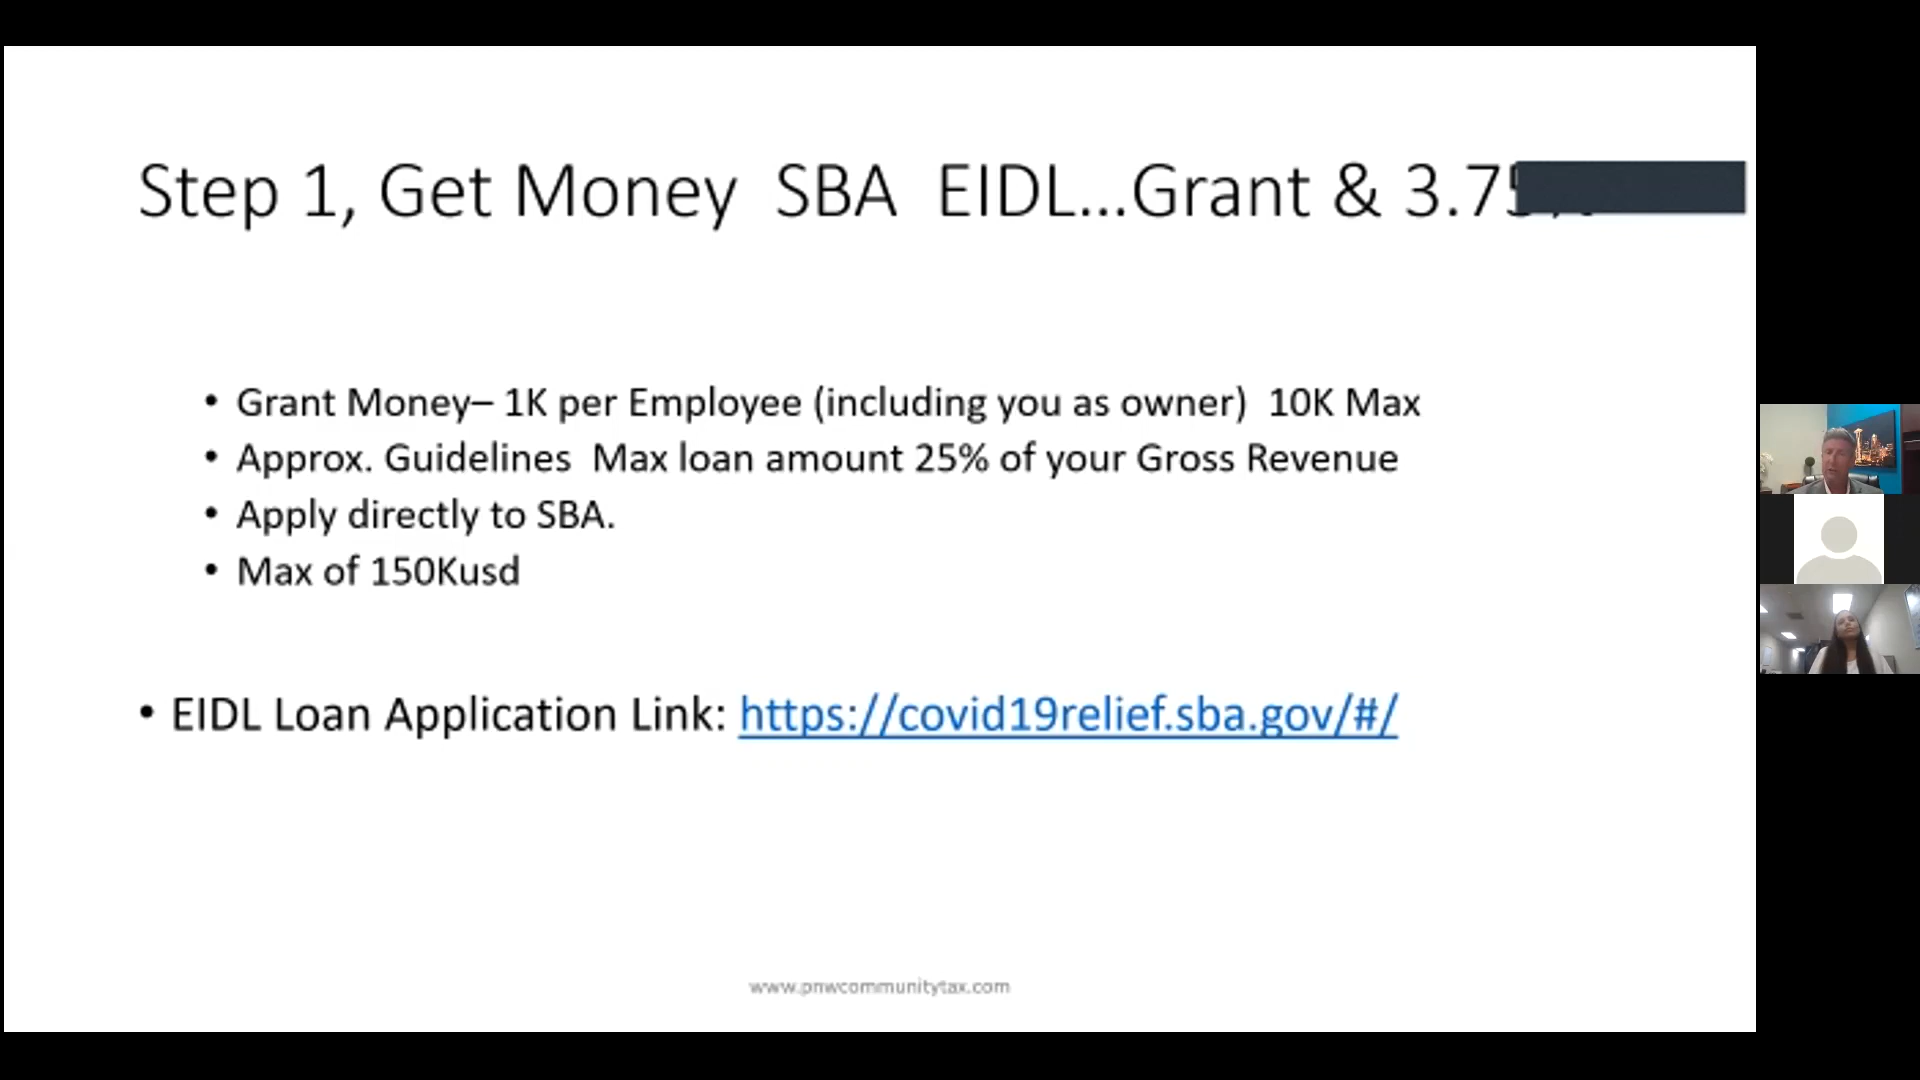 Step 1, Get Money  SBA  EIDL...Grant & 3.75%
• Grant Money– 1K per Employee (including you as owner)  10K Max
• Approx. Guidelines  Max loan amount 25% of your Gross Revenue
• Apply directly to SBA.
• Max of 150Kusd
• EIDL Loan Application Link: https://covid19relief.sba.gov/#/
www.pnwcommunitytax.com